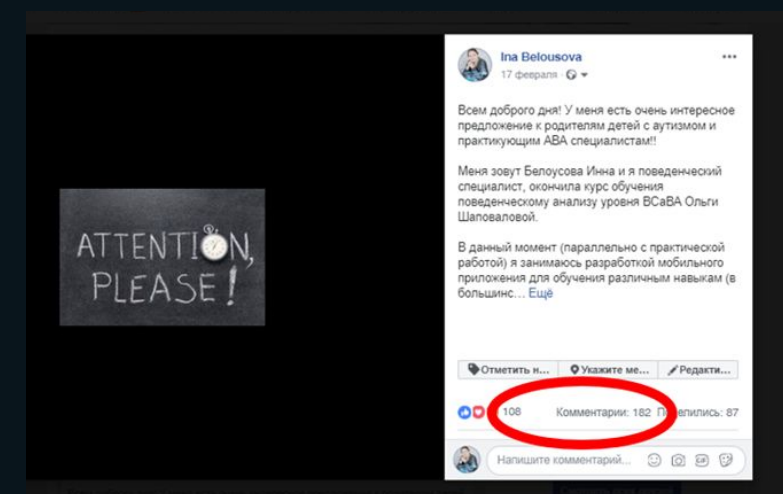 ATTENTION,
PLEASE!
Ina Belousova
17 февраля
Всем доброго дня! У меня есть очень интересное
предложение к родителям детей с аутизмом и
практикующим АВА специалистам!!
Меня зовут Белоусова Инна и я поведенческий
специалист, окончила курс обучения
поведенческому анализу уровня BCaBA Ольги
Шаповаловой.
В данный момент (параллельно с практической
работой) я занимаюсь разработкой мобильного
приложения для обучения различным навыкам (в
большинс... Ещё
Отметить н... Укажите ме... Редакти...
108 Комментарии: 182 Поделились: 87
Напишите комментарий... GIF